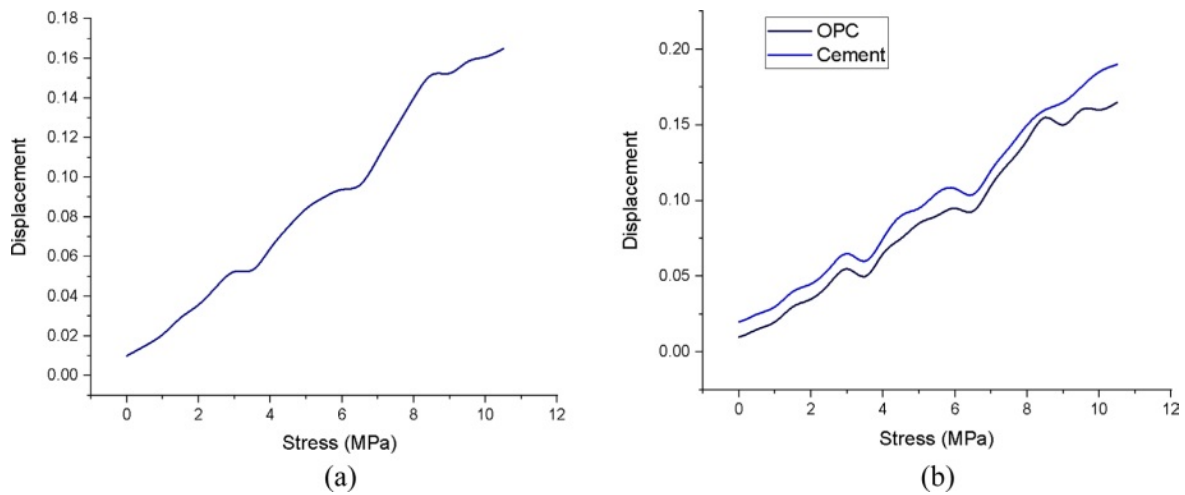 0.18
0.16
0.14
0.12
0.10
0.08
0.06
0.04
0.02
0.00
Displacement
0 2 4 6 8 10 12
Stress (MPa)
(a)
OPC
Cement
0.20
0.15
0.10
0.05
0.00
Displacement
0 2 4 6 8 10 12
Stress (MPa)
(b)